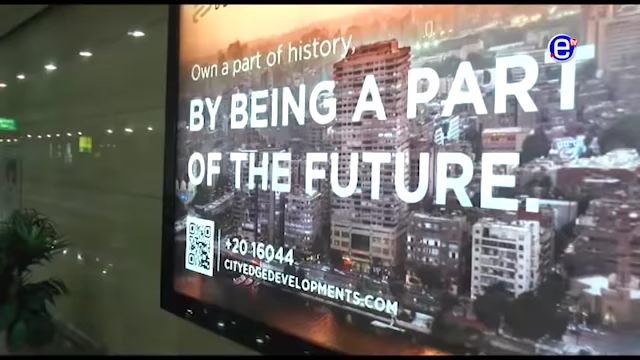 Own a part of history,
BY BEING A PART
OF THE FUTURE.
+20 16044
CITYEDGEDEVELOPMENTS.COM
e